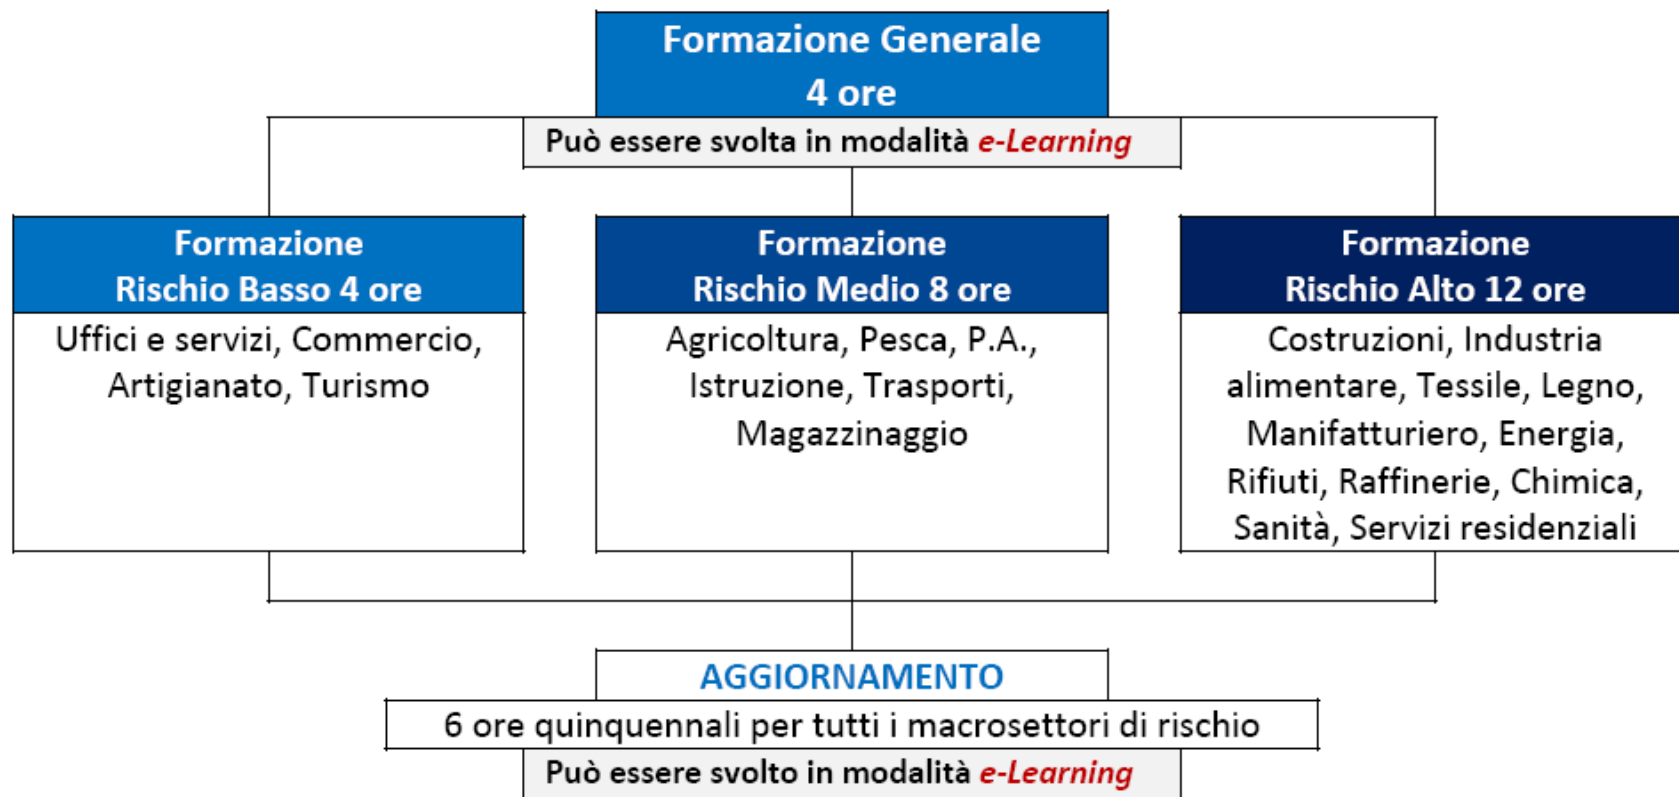 Formazione Generale
4 ore
Può essere svolta in modalità e-Learning
Formazione
Rischio Basso 4 ore
Uffici e servizi, Commercio,
Artigianato, Turismo
Formazione
Rischio Medio 8 ore
Agricoltura, Pesca, P.A.,
Istruzione, Trasporti,
Magazzinaggio
Formazione
Rischio Alto 12 ore
Costruzioni, Industria
alimentare, Tessile, Legno,
Manifatturiero, Energia,
Rifiuti, Raffinerie, Chimica,
Sanità, Servizi residenziali
AGGIORNAMENTO
6 ore quinquennali per tutti i macrosettori di rischio
Può essere svolto in modalità e-Learning